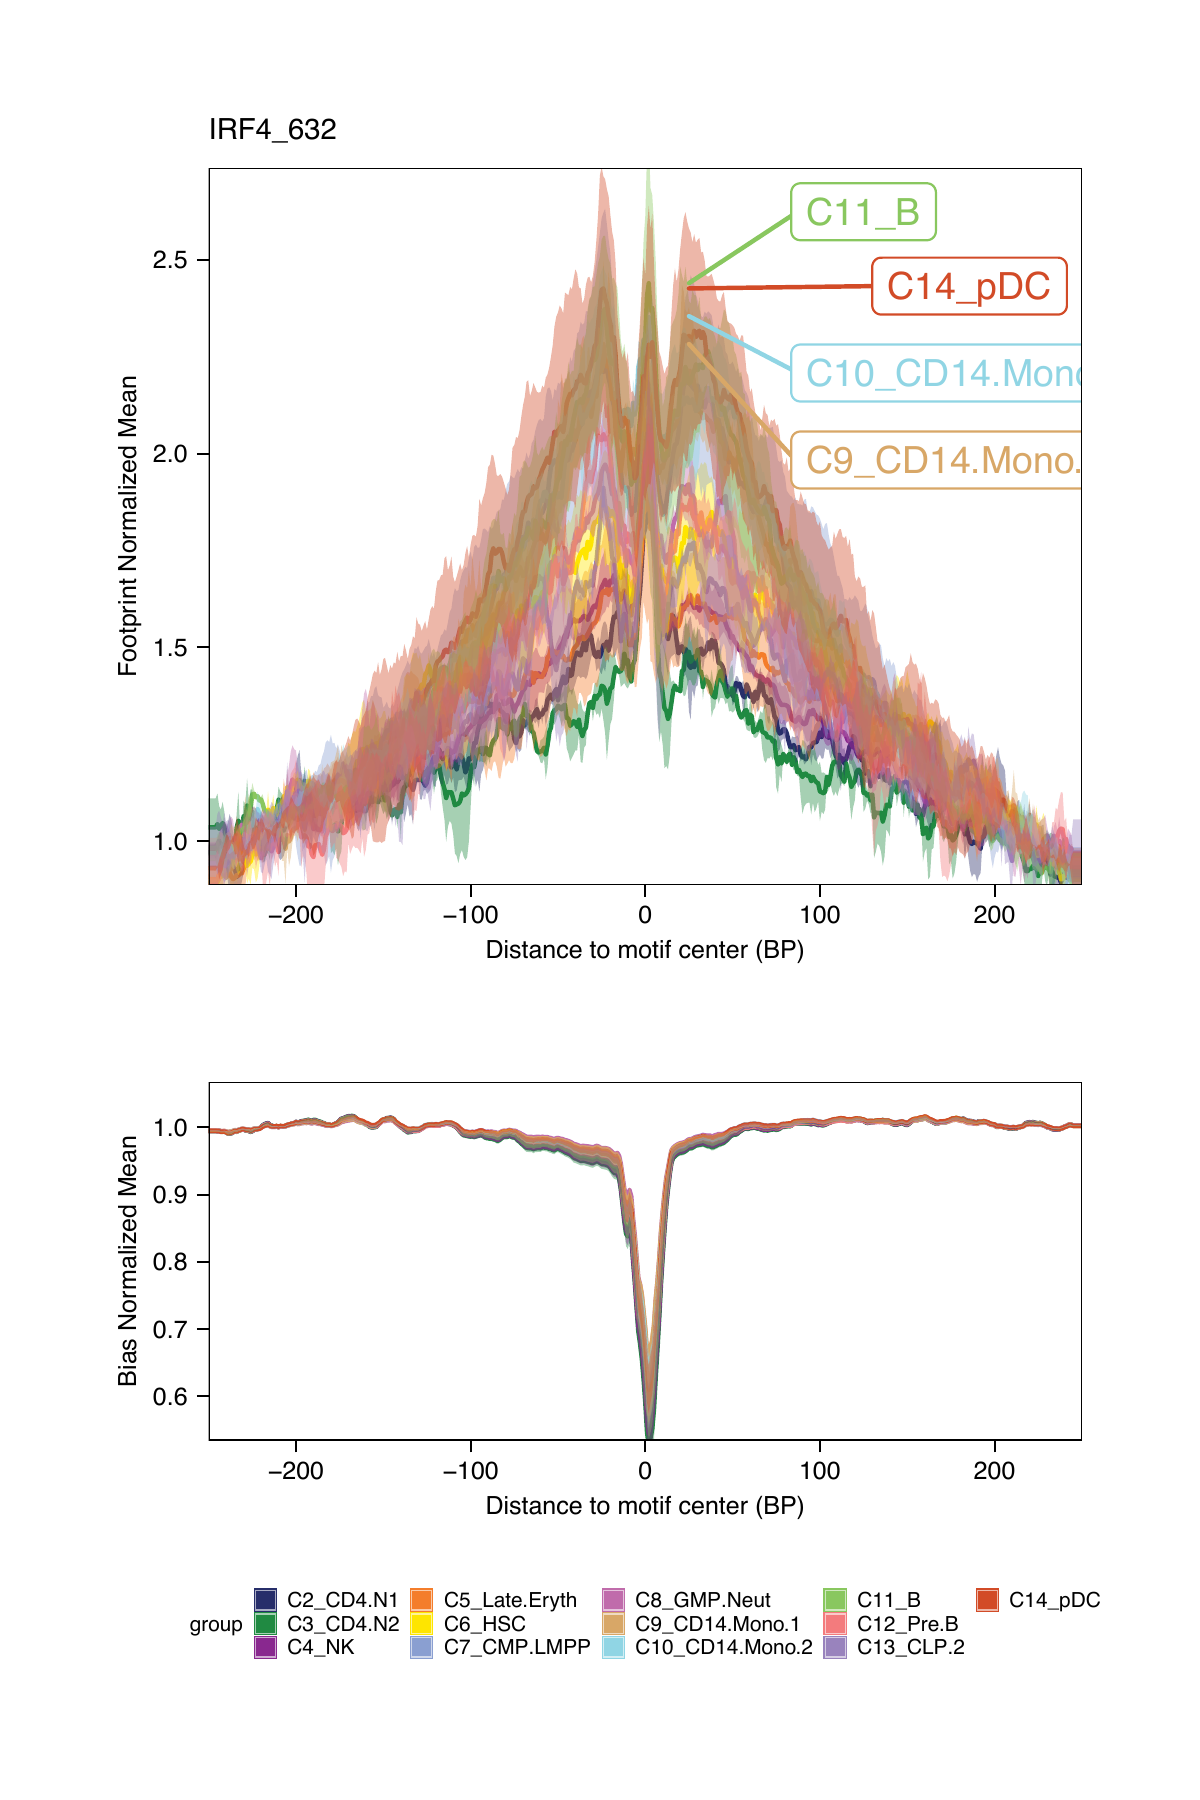 IRF4_632
C11_B
C14_pDC
C10_CD14.Mono
C9_CD14.Mono.
2.5
2.0
1.5
1.0
Footprint Normalized Mean
−200 −100 0 100 200
Distance to motif center (BP)
1.0
0.9
0.8
0.7
0.6
Bias Normalized Mean
−200 −100 0 100 200
Distance to motif center (BP)
group
C2_CD4.N1 C5_Late.Eryth C8_GMP.Neut C11_B C14_pDC
C3_CD4.N2 C6_HSC C9_CD14.Mono.1 C12_Pre.B
C4_NK C7_CMP.LMPP C10_CD14.Mono.2 C13_CLP.2